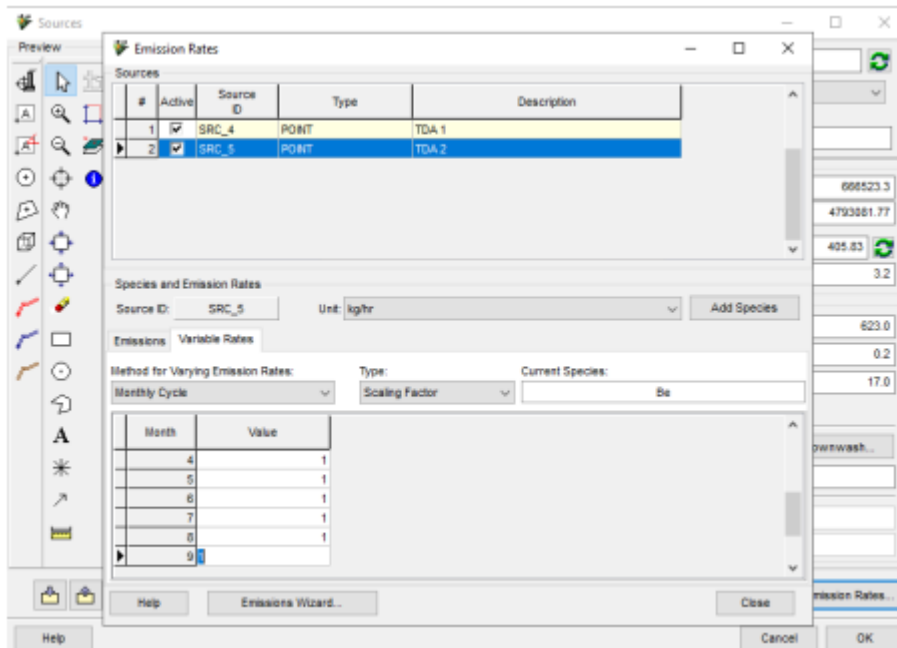 Sources
Preview
Emission Rates
Sources
# Active Source ID Type Description
1 SRC_4 POINT TDA 1
2 SRC_5 POINT TDA 2
666523.3
4793081.77
405.83
3.2
Species and Emission Rates
Source ID: SRC_5 Unit: kg/hr Add Species
623.0
Emissions Variable Rates
0.2
Method for Varying Emission Rates: Type: Current Species:
17.0
Monthly Cycle Scaling Factor Be
Month Value
A
ownwash...
4 1
5 1
6 1
7 1
8 1
9 1
Help Emissions Wizard... Close
mission Rates...
Help Cancel OK